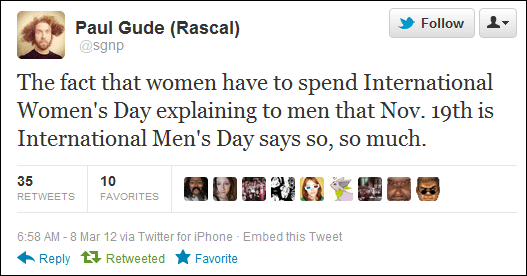 Paul Gude (Rascal)
@sgnp
Follow
The fact that women have to spend International
Women's Day explaining to men that Nov. 19th is
International Men's Day says so, so much.
35
RETWEETS
10
FAVORITES
6:58 AM - 8 Mar 12 via Twitter for iPhone · Embed this Tweet
Reply Retweeted Favorite